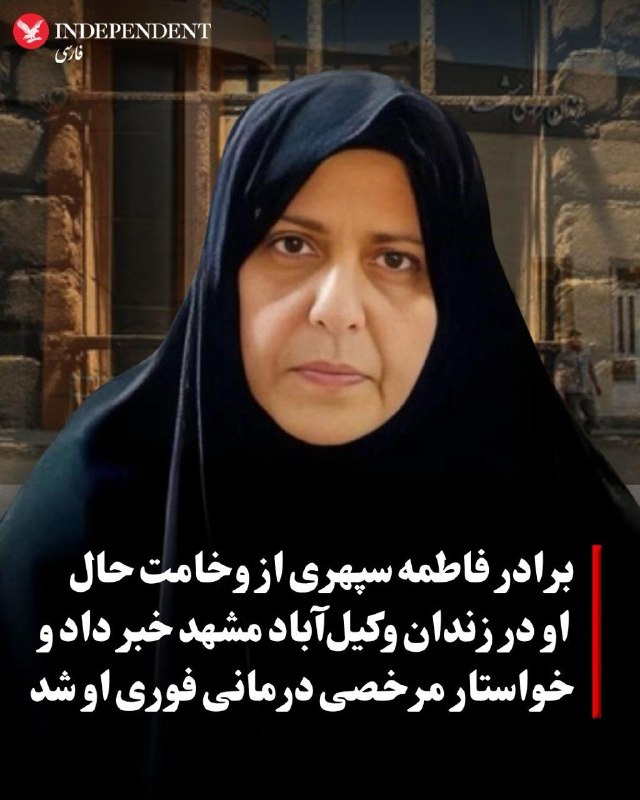 INDEPENDENT
فارسی
برادر فاطمه سپهری از وخامت حال
او در زندان وکیل‌آباد مشهد خبر داد و
خواستار مرخصی درمانی فوری او شد